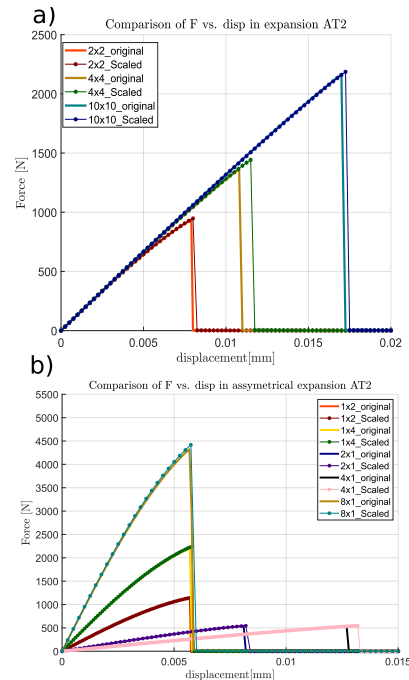 a)
Comparison of F vs. disp in expansion AT2
2500
2x2_original
2x2_Scaled
4x4_original
4x4_Scaled
10x10_original
10x10_Scaled
2000
1500
1000
500
0
Force [N]
0 0.005 0.01 0.015 0.02
displacement[mm]
b)
Comparison of F vs. disp in assymetrical expansion AT2
5500
5000
4500
4000
3500
3000
2500
2000
1500
1000
500
0
Force [N]
1x2_original
1x2_Scaled
1x4_original
1x4_Scaled
2x1_original
2x1_Scaled
4x1_original
4x1_Scaled
8x1_original
8x1_Scaled
0 0.005 0.01 0.015
displacement[mm]